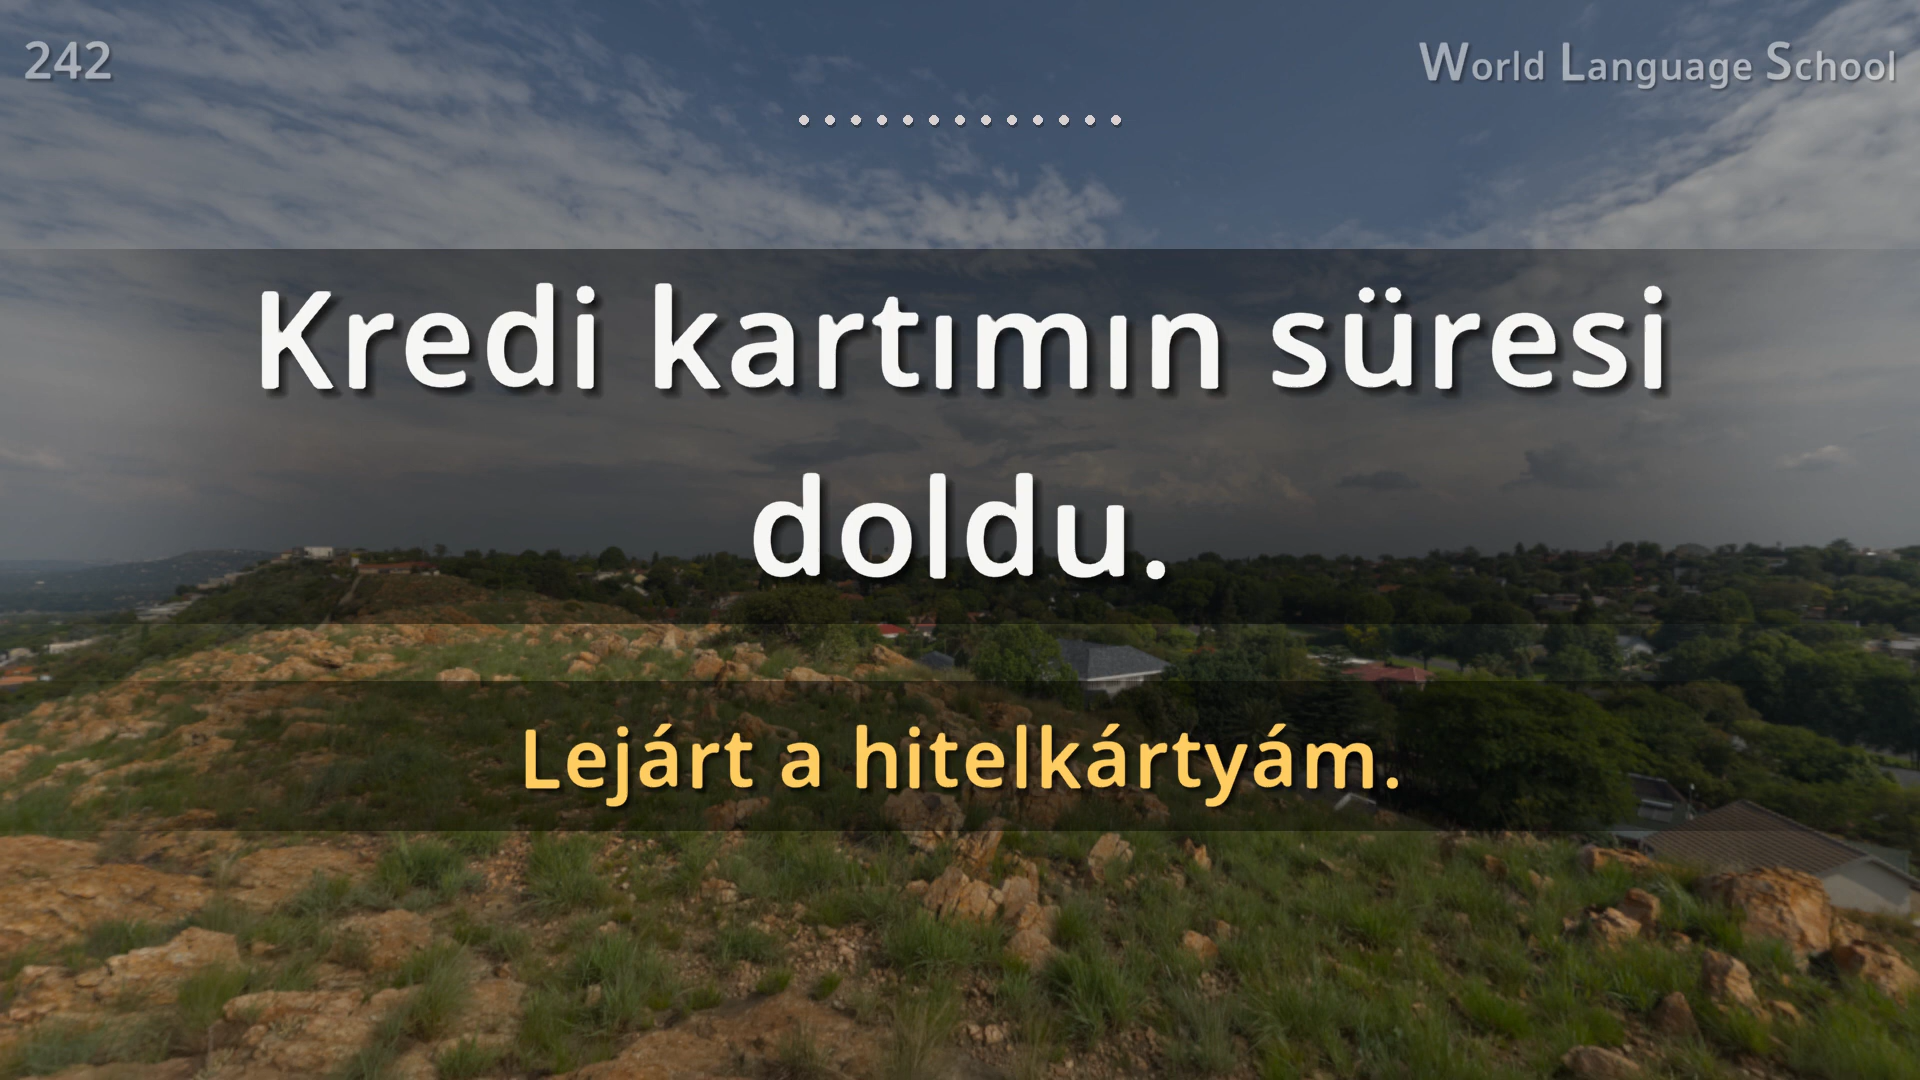 242
World Language School
Kredi kartımın süresi
doldu.
Lejárt a hitelkártyám.